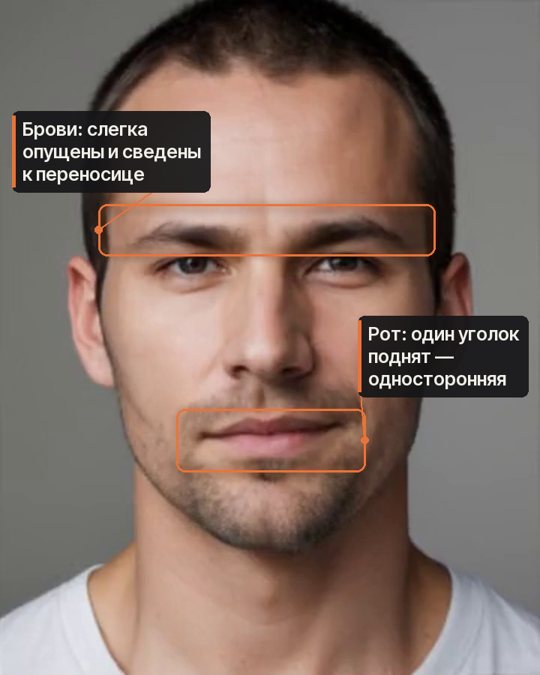 Брови: слегка
опущены и сведены
к переносице
Рот: один уголок
поднят —
односторонняя